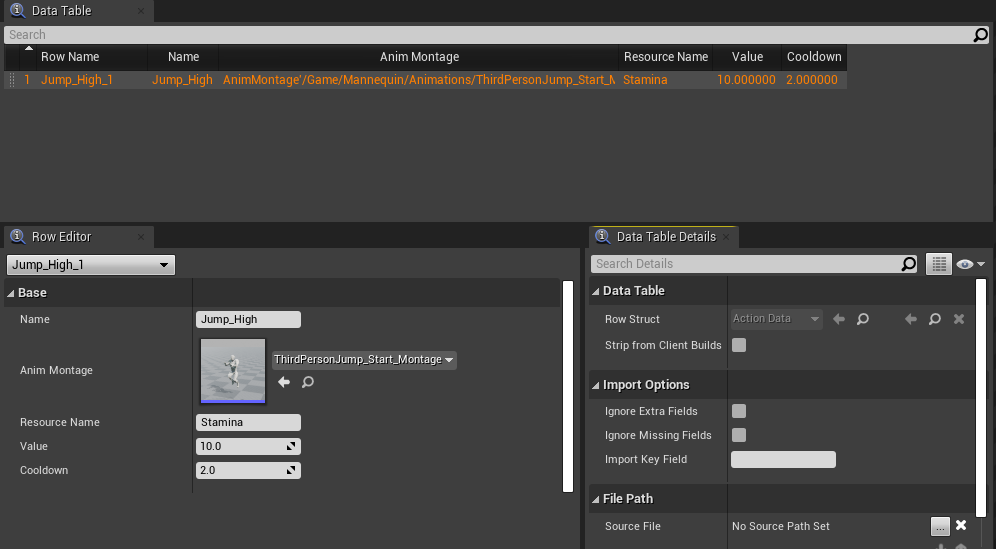 Data Table
Search
Row Name Name Anim Montage Resource Name Value Cooldown
1 Jump_High_1 Jump_High AnimMontage'/Game/Mannequin/Animations/ThirdPersonJump_Start_M Stamina 10.000000 2.000000
Row Editor
Jump_High_1
Base
Name Jump_High
Anim Montage ThirdPersonJump_Start_Montage
Resource Name Stamina
Value 10.0
Cooldown 2.0
Data Table Details
Search Details
Data Table
Row Struct Action Data
Strip from Client Builds
Import Options
Ignore Extra Fields
Ignore Missing Fields
Import Key Field
File Path
Source File No Source Path Set ...